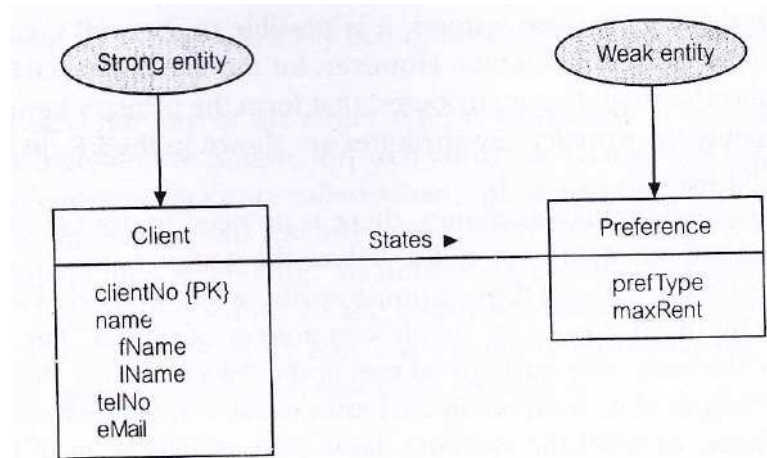 Strong entity
Weak entity
Client
States ►
Preference
clientNo {PK}
name
fName
lName
telNo
eMail
prefType
maxRent